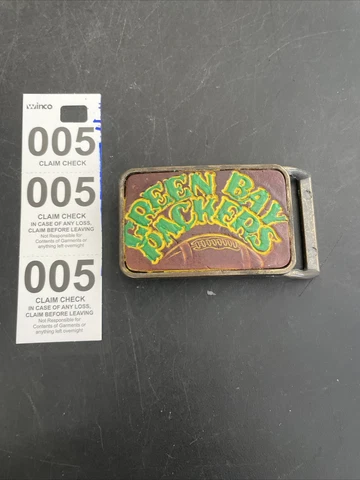 winco
005
CLAIM CHECK
005
CLAIM CHECK
IN CASE OF ANY LOSS,
CLAIM BEFORE LEAVING
Not Responsible for
Contents of Garments or
anything left overnight
005
CLAIM CHECK
IN CASE OF ANY LOSS,
CLAIM BEFORE LEAVING
Not Responsible for
Contents of Garments or
anything left overnight
GREEN BAY
PACKERS